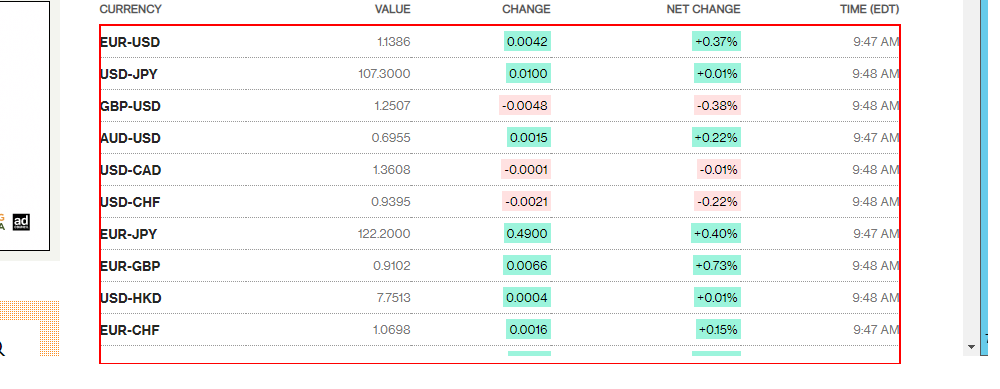 CURRENCY VALUE CHANGE NET CHANGE TIME (EDT)
EUR-USD 1.1386 0.0042 +0.37% 9:47 AM
USD-JPY 107.3000 0.0100 +0.01% 9:48 AM
GBP-USD 1.2507 -0.0048 -0.38% 9:48 AM
AUD-USD 0.6955 0.0015 +0.22% 9:47 AM
USD-CAD 1.3608 -0.0001 -0.01% 9:48 AM
USD-CHF 0.9395 -0.0021 -0.22% 9:48 AM
ad
EUR-JPY 122.2000 0.4900 +0.40% 9:47 AM
EUR-GBP 0.9102 0.0066 +0.73% 9:48 AM
USD-HKD 7.7513 0.0004 +0.01% 9:48 AM
EUR-CHF 1.0698 0.0016 +0.15% 9:47 AM